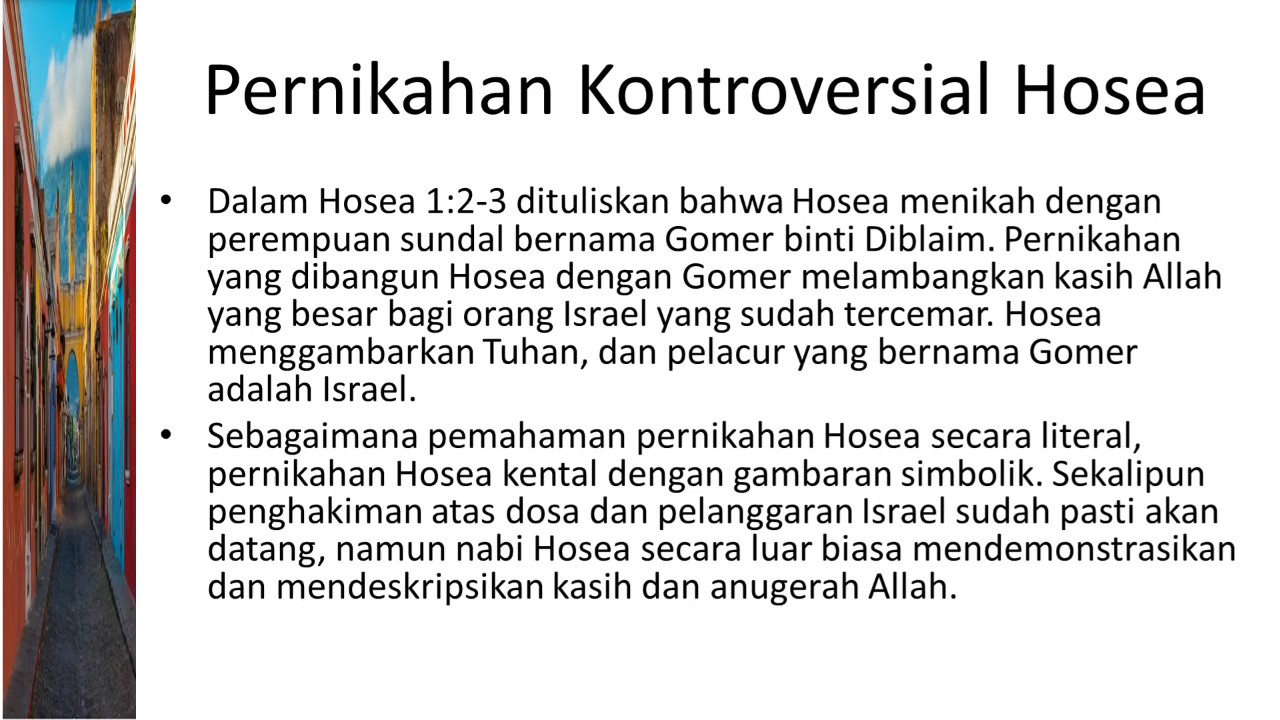 Pernikahan Kontroversial Hosea
• Dalam Hosea 1:2-3 dituliskan bahwa Hosea menikah dengan
perempuan sundal bernama Gomer binti Diblaim. Pernikahan
yang dibangun Hosea dengan Gomer melambangkan kasih Allah
yang besar bagi orang Israel yang sudah tercemar. Hosea
menggambarkan Tuhan, dan pelacur yang bernama Gomer
adalah Israel.
• Sebagaimana pemahaman pernikahan Hosea secara literal,
pernikahan Hosea kental dengan gambaran simbolik. Sekalipun
penghakiman atas dosa dan pelanggaran Israel sudah pasti akan
datang, namun nabi Hosea secara luar biasa mendemonstrasikan
dan mendeskripsikan kasih dan anugerah Allah.